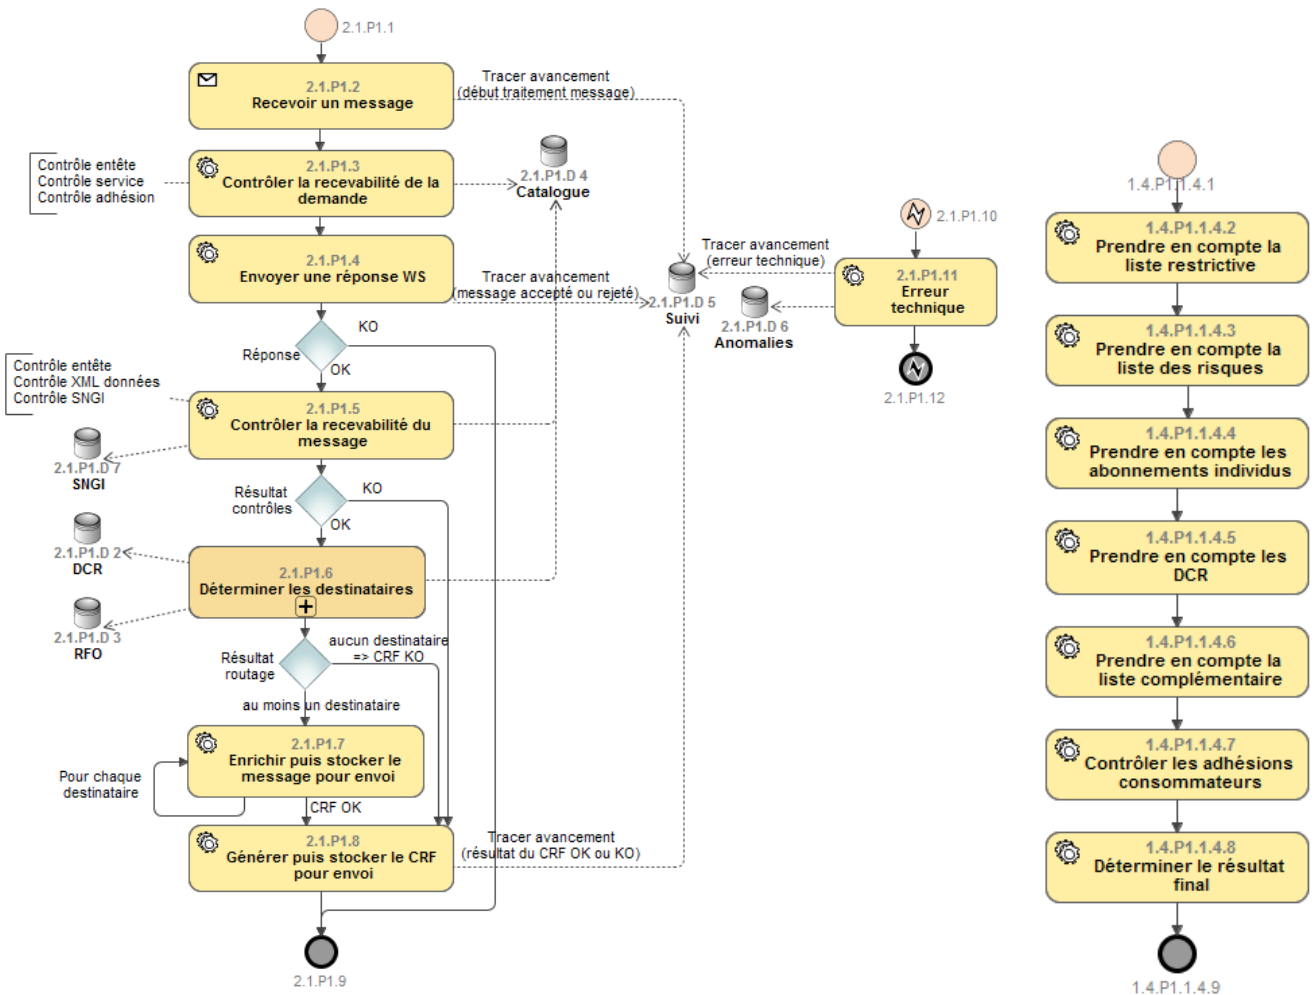 2.1.P1.1
2.1.P1.2
Recevoir un message
Tracer avancement
(début traitement message)
Contrôle entête
Contrôle service
Contrôle adhésion
2.1.P1.3
Contrôler la recevabilité de la
demande
2.1.P1.D 4
Catalogue
2.1.P1.4
Envoyer une réponse WS
Tracer avancement
(message accepté ou rejeté)
Réponse
KO
OK
Contrôle entête
Contrôle XML données
Contrôle SNGI
2.1.P1.5
Contrôler la recevabilité du
message
2.1.P1.D 7
SNGI
Résultat
contrôles
KO
OK
2.1.P1.D 2
DCR
2.1.P1.6
Déterminer les destinataires
2.1.P1.D 3
RFO
Résultat
routage
aucun destinataire
=> CRF KO
au moins un destinataire
2.1.P1.7
Enrichir puis stocker le
message pour envoi
Pour chaque
destinataire
CRF OK
2.1.P1.8
Générer puis stocker le CRF
pour envoi
Tracer avancement
(résultat du CRF OK ou KO)
2.1.P1.9
2.1.P1.D 5
Suivi
2.1.P1.10
Tracer avancement
(erreur technique)
2.1.P1.11
Erreur
technique
2.1.P1.D 6
Anomalies
2.1.P1.12
1.4.P1.1.4.1
1.4.P1.1.4.2
Prendre en compte la
liste restrictive
1.4.P1.1.4.3
Prendre en compte la
liste des risques
1.4.P1.1.4.4
Prendre en compte les
abonnements individus
1.4.P1.1.4.5
Prendre en compte les
DCR
1.4.P1.1.4.6
Prendre en compte la
liste complémentaire
1.4.P1.1.4.7
Contrôler les adhésions
consommateurs
1.4.P1.1.4.8
Déterminer le résultat
final
1.4.P1.1.4.9